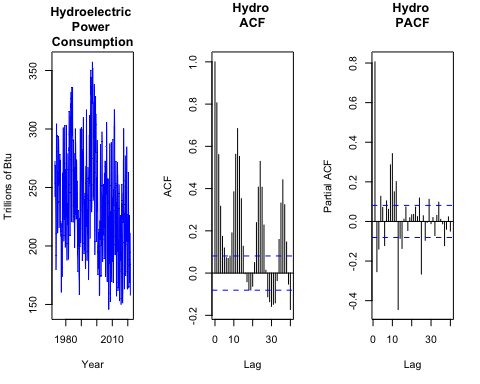 Hydroelectric
Power
Consumption
Trillions of Btu
350
300
250
200
150
1980
2010
Year
Hydro
ACF
ACF
1.0
0.8
0.6
0.4
0.2
0.0
-0.2
0
10
30
Lag
Hydro
PACF
Partial ACF
0.8
0.6
0.4
0.2
0.0
-0.2
-0.4
0
10
30
Lag